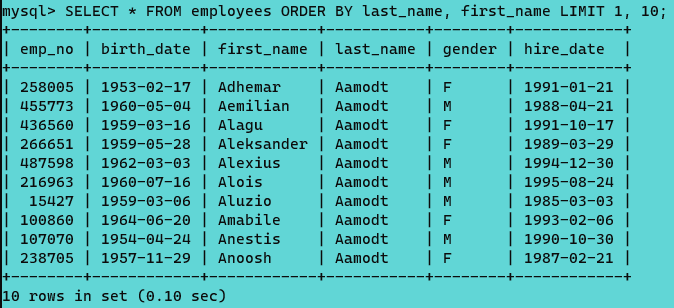 mysql> SELECT * FROM employees ORDER BY last_name, first_name LIMIT 1, 10;
+--------+------------+------------+-----------+--------+------------+
| emp_no | birth_date | first_name | last_name | gender | hire_date  |
+--------+------------+------------+-----------+--------+------------+
| 258005 | 1953-02-17 | Adhemar    | Aamodt    | F      | 1991-01-21 |
| 455773 | 1960-05-04 | Aemilian   | Aamodt    | M      | 1988-04-21 |
| 436560 | 1959-03-16 | Alagu      | Aamodt    | F      | 1991-10-17 |
| 266651 | 1959-05-28 | Aleksander | Aamodt    | F      | 1989-03-29 |
| 487598 | 1962-03-03 | Alexius    | Aamodt    | M      | 1994-12-30 |
| 216963 | 1960-07-16 | Alois      | Aamodt    | M      | 1995-08-24 |
|  15427 | 1959-03-06 | Aluzio     | Aamodt    | M      | 1985-03-03 |
| 100860 | 1964-06-20 | Amabile    | Aamodt    | F      | 1993-02-06 |
| 107070 | 1954-04-24 | Anestis    | Aamodt    | M      | 1990-10-30 |
| 238705 | 1957-11-29 | Anoosh     | Aamodt    | F      | 1987-02-21 |
+--------+------------+------------+-----------+--------+------------+
10 rows in set (0.10 sec)